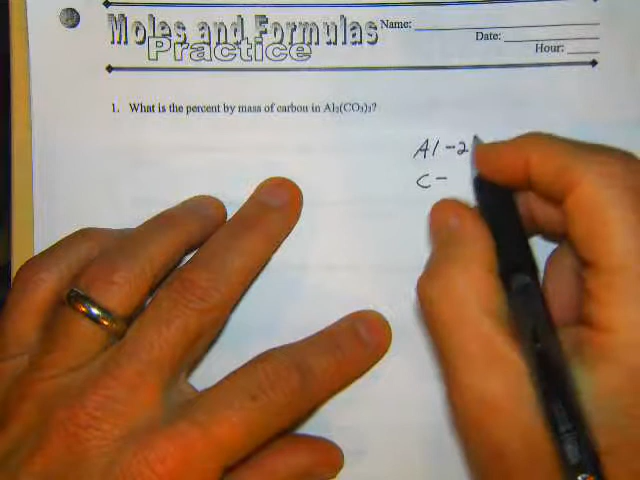 Moles and Formulas
Practice
Name:
Date:
Hour:
1. What is the percent by mass of carbon in Al₂(CO₃)₃?
Al - 2
C -